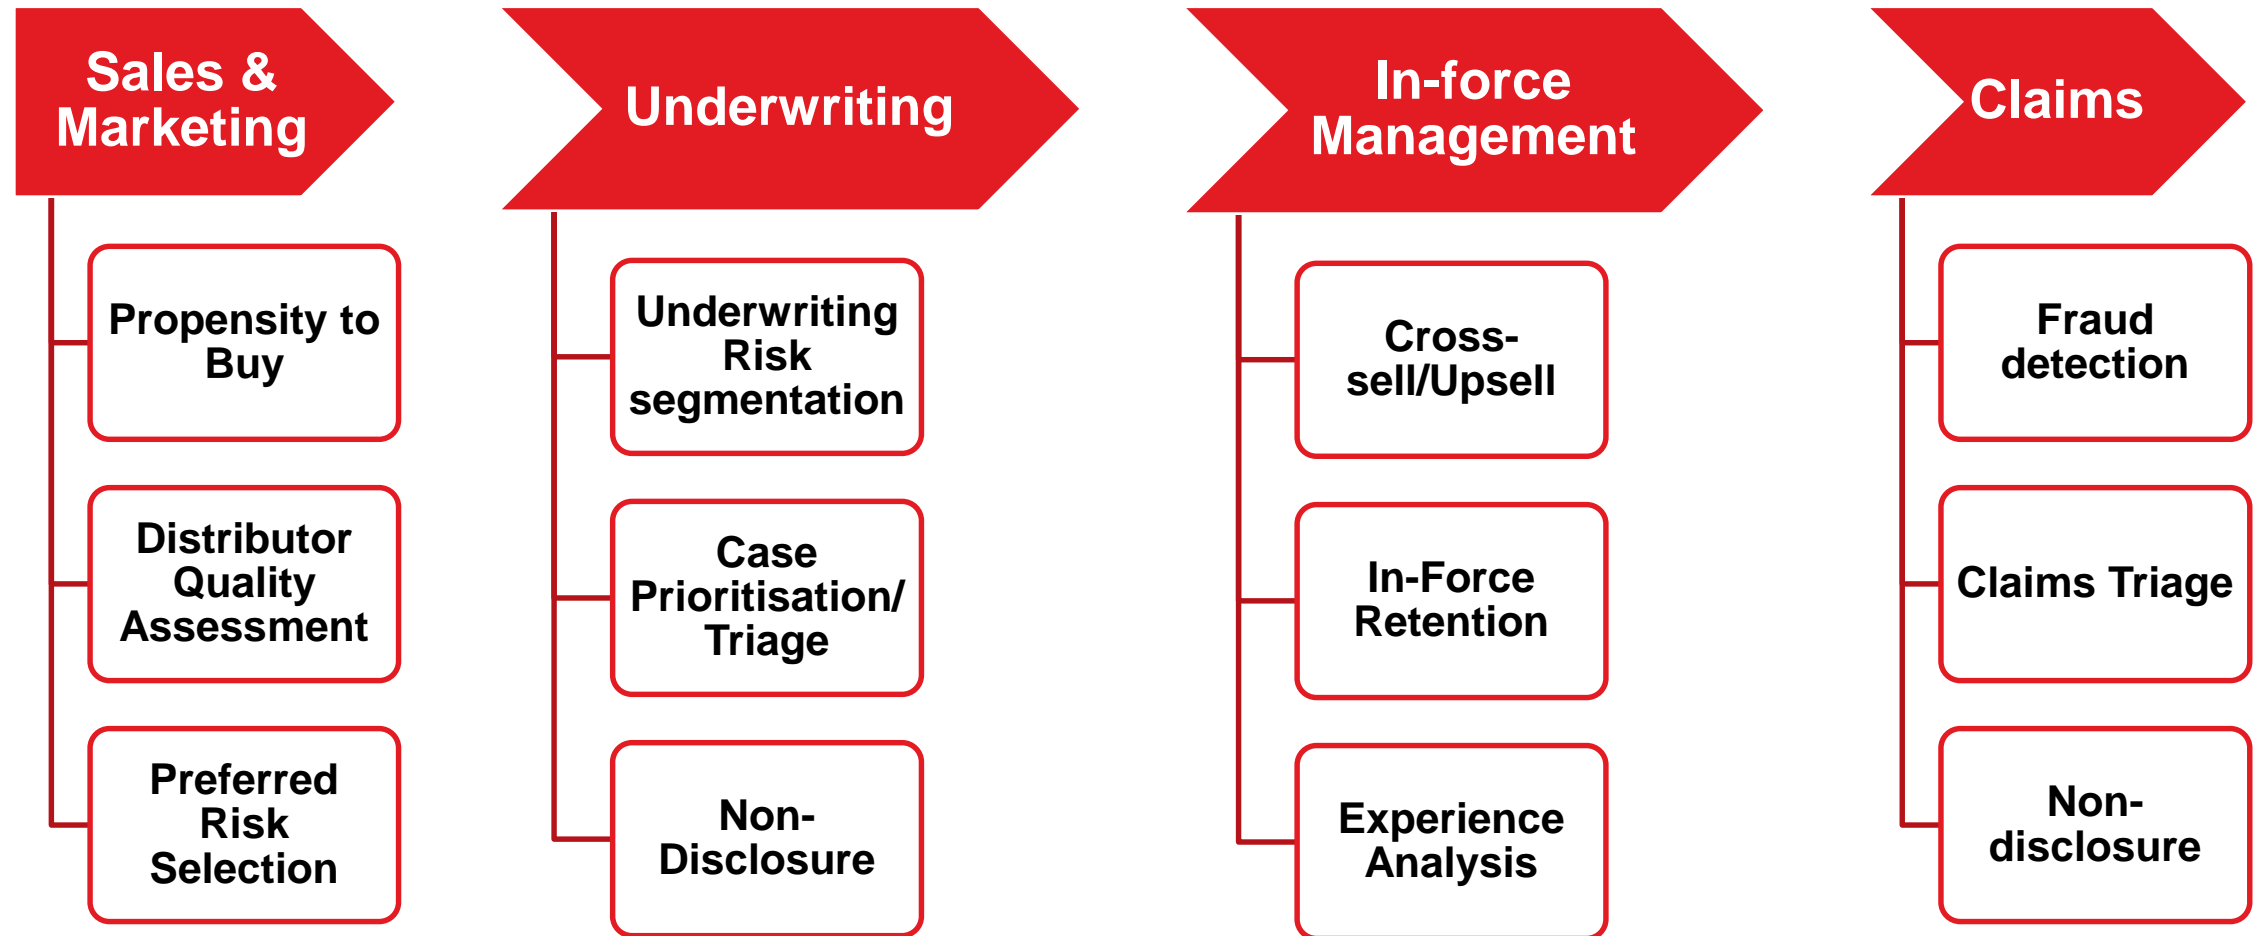 Sales &
Marketing
Propensity to
Buy
Distributor
Quality
Assessment
Preferred
Risk
Selection
Underwriting
Underwriting
Risk
segmentation
Case
Prioritisation/
Triage
Non-
Disclosure
In-force
Management
Cross-
sell/Upsell
In-Force
Retention
Experience
Analysis
Claims
Fraud
detection
Claims Triage
Non-
disclosure